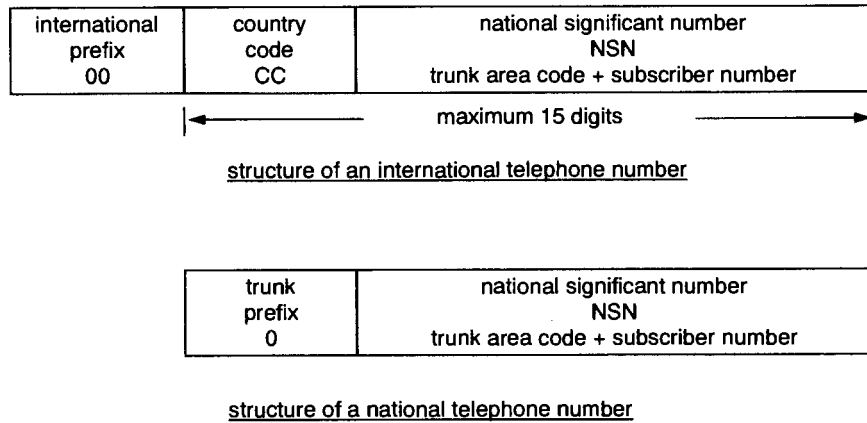 international
prefix
00
country
code
CC
national significant number
NSN
trunk area code + subscriber number
maximum 15 digits
structure of an international telephone number
trunk
prefix
0
national significant number
NSN
trunk area code + subscriber number
structure of a national telephone number